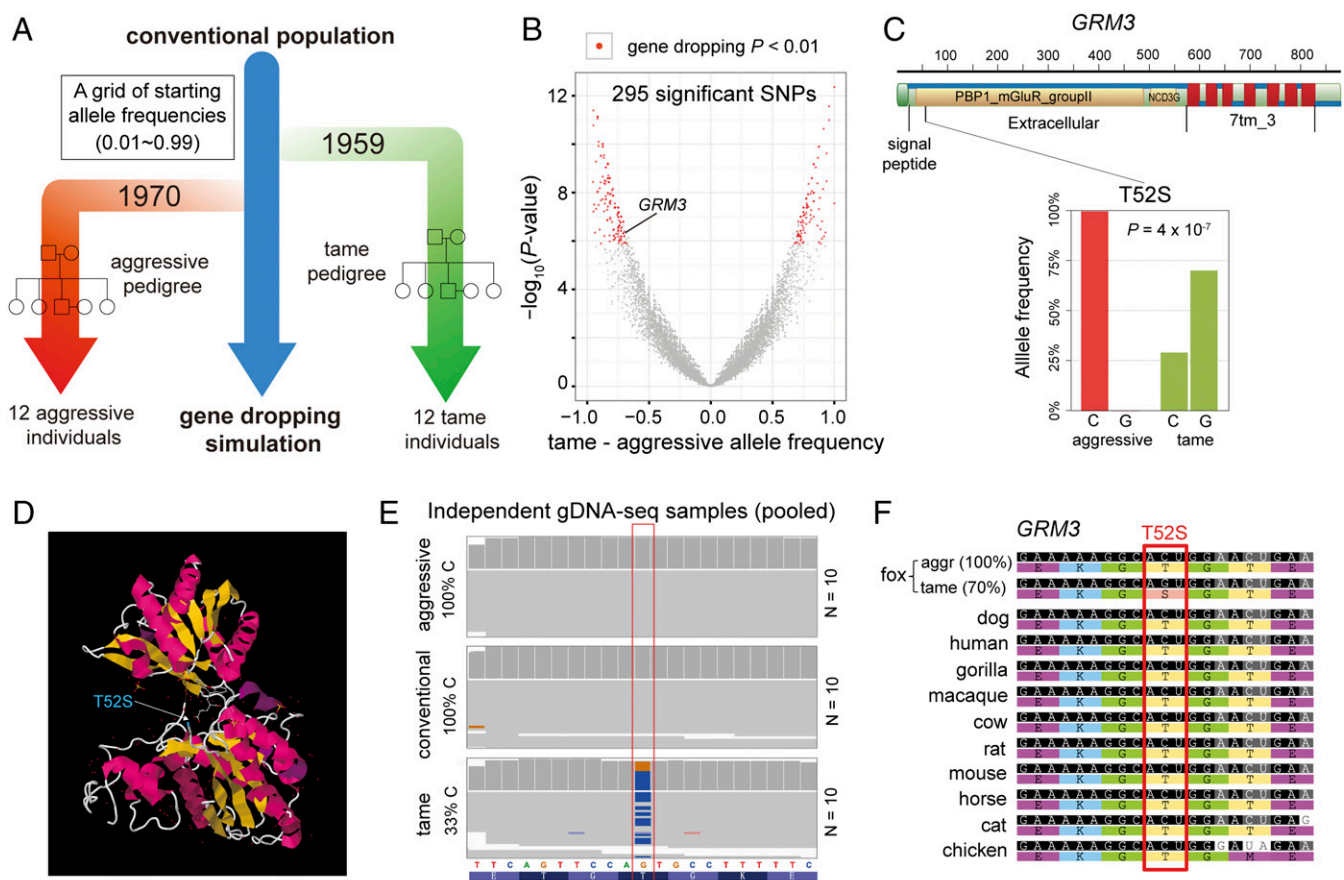 A
conventional population
A grid of starting
allele frequencies
(0.01~0.99)
1959
1970
aggressive
pedigree
tame
pedigree
12 aggressive
individuals
gene dropping
simulation
12 tame
individuals
B
gene dropping P < 0.01
295 significant SNPs
GRM3
12
8
4
0
−log10(P-value)
−1.0 −0.5 0.0 0.5 1.0
tame - aggressive allele frequency
C
GRM3
100 200 300 400 500 600 700 800
PBP1_mGluR_groupII
NCD3G
Extracellular
7tm_3
signal
peptide
T52S
P = 4 x 10-7
100%
75%
50%
25%
0%
Alllele frequency
C G C G
aggressive tame
D
T52S
E
Independent gDNA-seq samples (pooled)
aggressive
100% C
N = 10
conventional
100% C
N = 10
tame
33% C
N = 10
T T C A G T T C C A G T G C C T T T T T C
E T G T G K E
F
GRM3
T52S
fox
aggr (100%)
G A A A A A G G C A C U G G A A C U G A A
E K G T G T E
tame (70%)
G A A A A A G G C A G U G G A A C U G A A
E K G S G T E
dog
G A A A A A G G C A C U G G A A C U G A A
E K G T G T E
human
G A A A A A G G C A C U G G A A C U G A A
E K G T G T E
gorilla
G A A A A A G G C A C U G G A A C U G A A
E K G T G T E
macaque
G A A A A A G G C A C U G G A A C U G A A
E K G T G T E
cow
G A A A A A G G C A C U G G A A C U G A A
E K G T G T E
rat
G A A A A A G G C A C U G G A A C U G A A
E K G T G T E
mouse
G A A A A A G G C A C U G G A A C U G A A
E K G T G T E
horse
G A A A A A G G C A C U G G A A C U G A A
E K G T G T E
cat
G A A A A A G G C A C U G G A A C U G A G
E K G T G T E
chicken
G A A A A A G G C A C U G G G A U A G A A
E K G T G M E